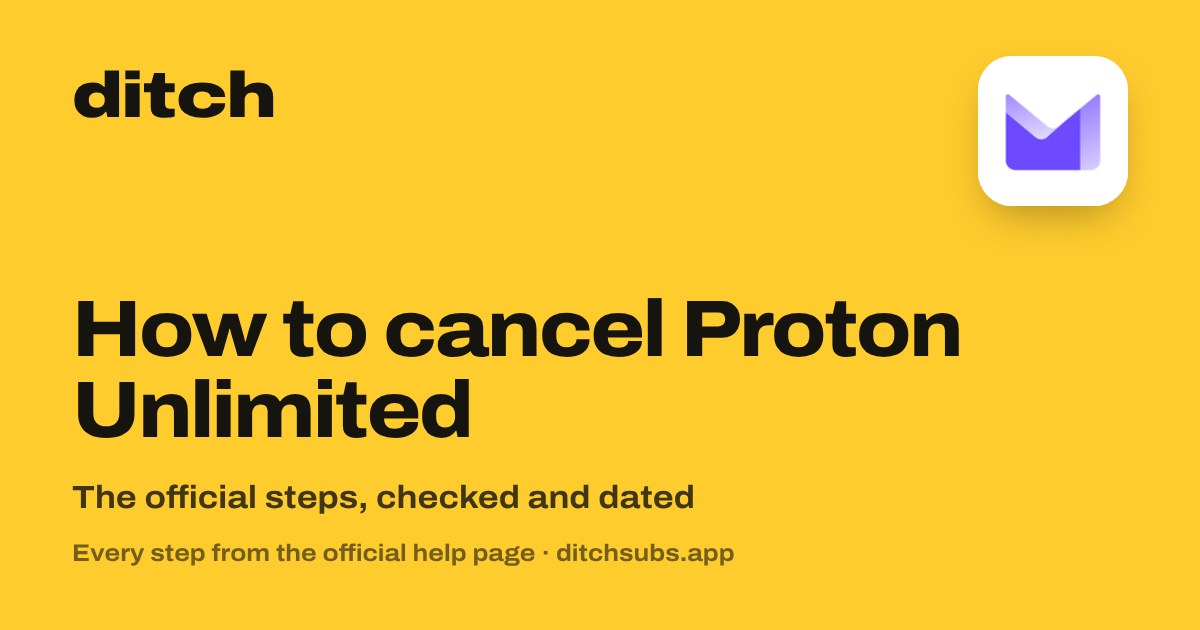 ditch
How to cancel Proton
Unlimited
The official steps, checked and dated
Every step from the official help page · ditchsubs.app